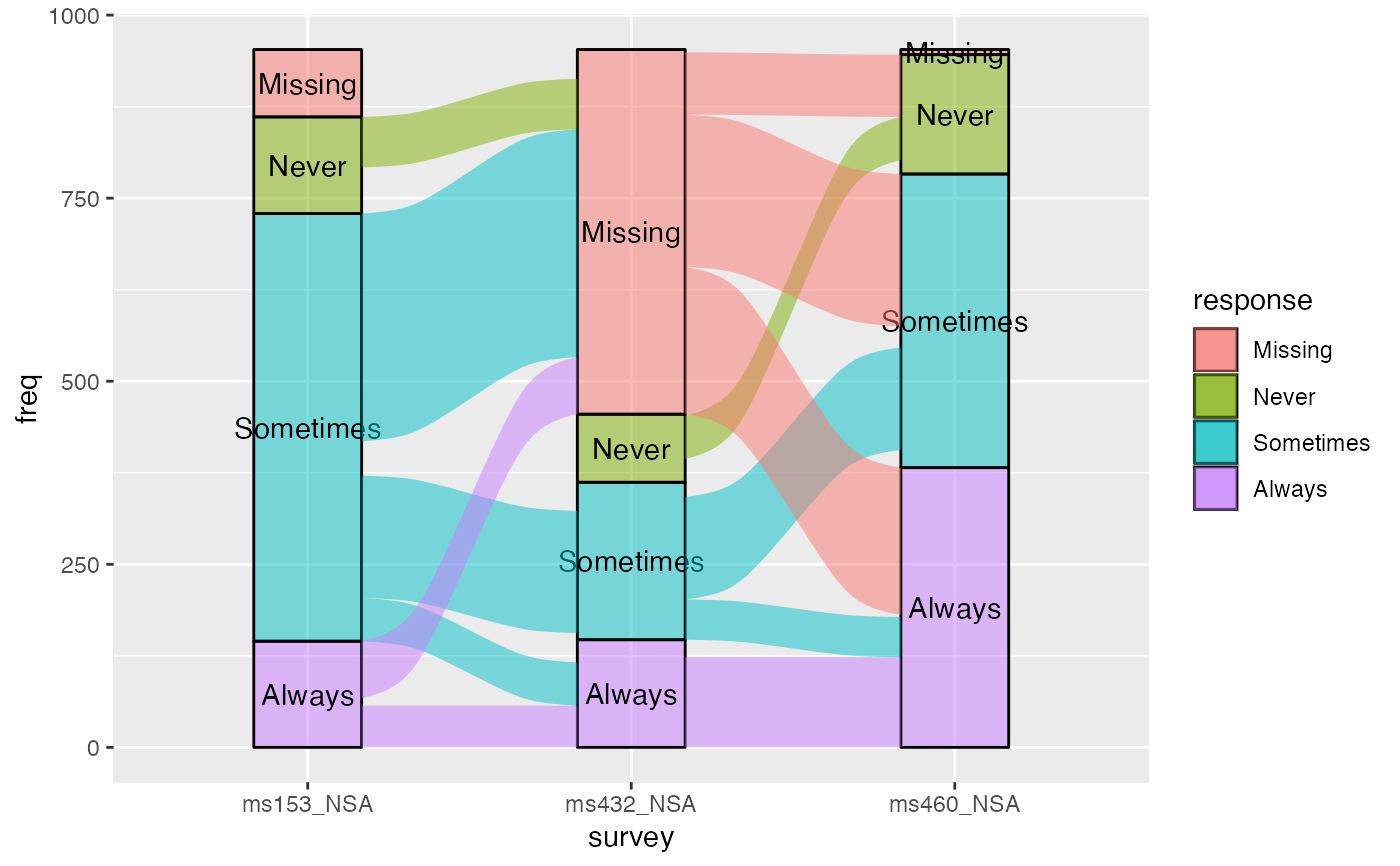 1000
750
500
250
0
freq
Missing
Never
Sometimes
Always
Missing
Never
Sometimes
Always
Missing
Never
Sometimes
Always
ms153_NSA
ms432_NSA
ms460_NSA
survey
response
Missing
Never
Sometimes
Always